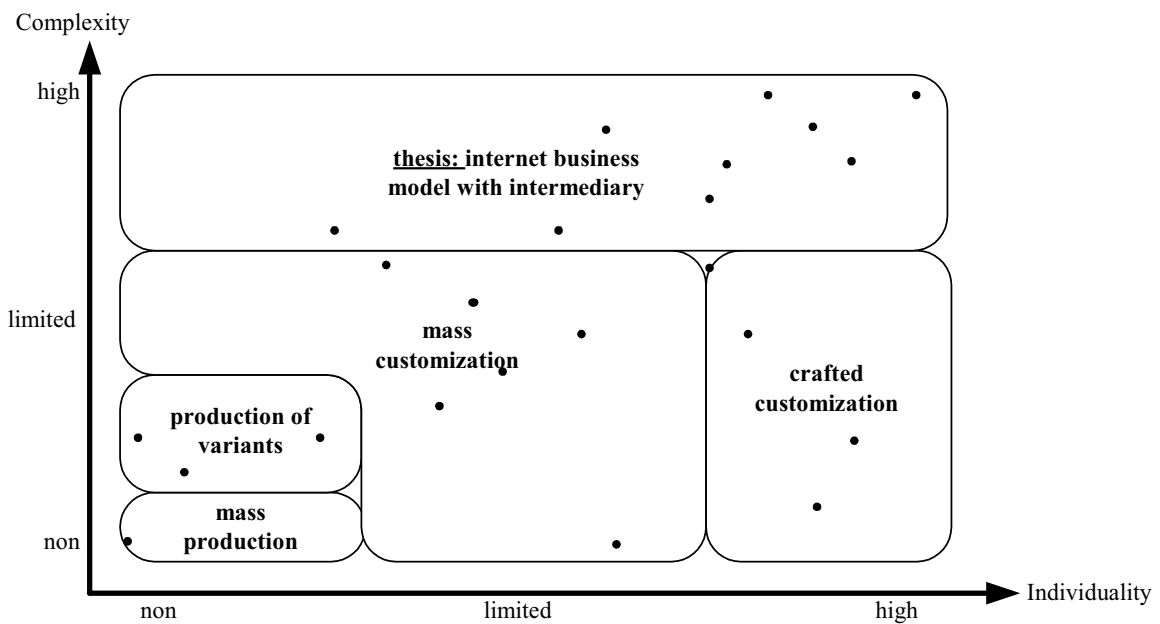 Complexity
high
thesis: internet business
model with intermediary
limited
mass
customization
crafted
customization
production of
variants
mass
production
non
Individuality
non
limited
high